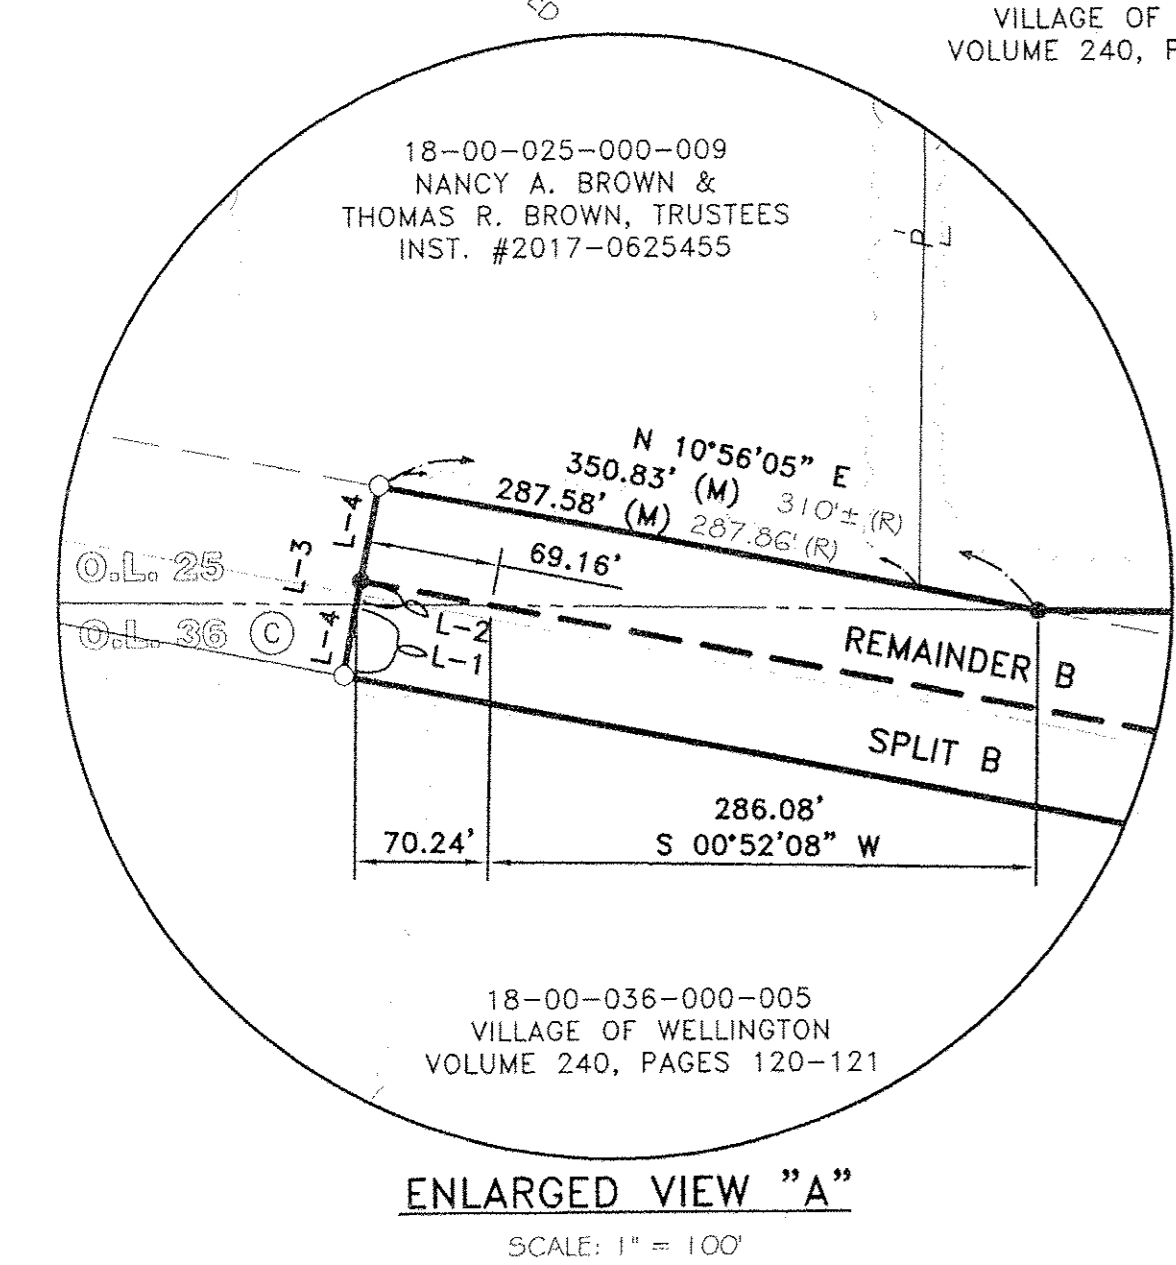 VILLAGE OF
VOLUME 240, P
18-00-025-000-009
NANCY A. BROWN &
THOMAS R. BROWN, TRUSTEES
INST. #2017-0625455
P L
N 10°56'05" E
350.83' (M) 310'± (R)
287.58' (M) 287.86' (R)
69.16'
L-4
L-3
O.L. 25
O.L. 36 C
L-4
L-2
L-1
REMAINDER B
SPLIT B
286.08'
70.24' S 00°52'08" W
18-00-036-000-005
VILLAGE OF WELLINGTON
VOLUME 240, PAGES 120-121
ENLARGED VIEW "A"
SCALE: 1" = 100'